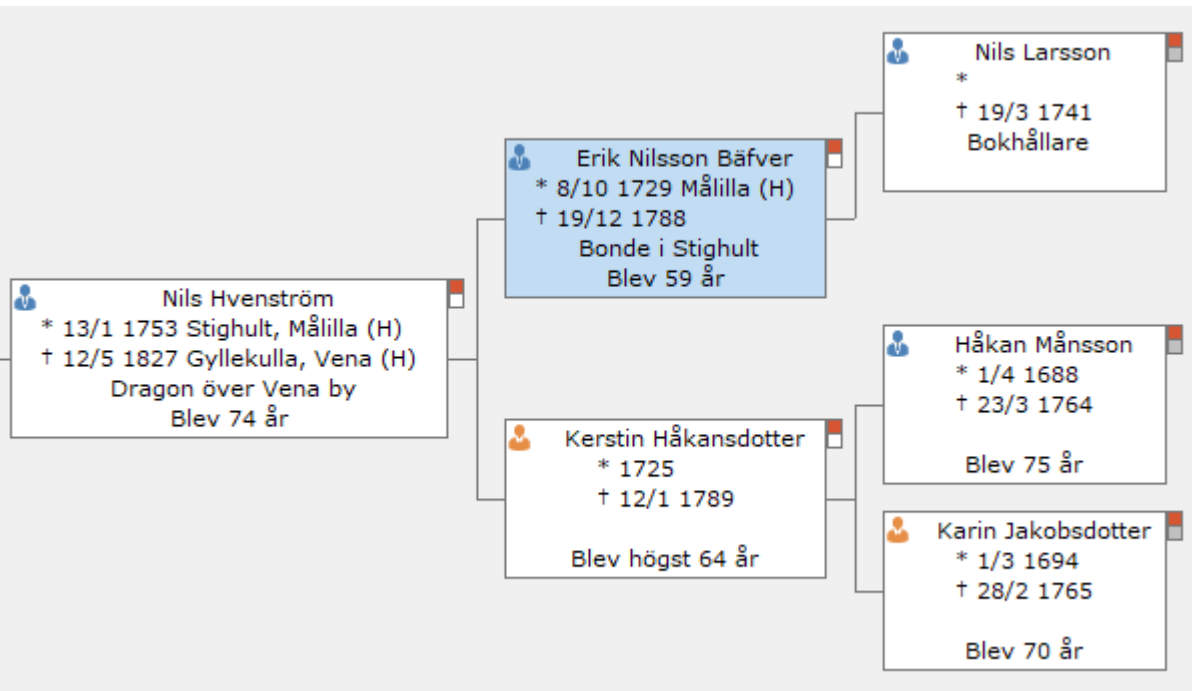 Nils Larsson
*
† 19/3 1741
Bokhållare
Erik Nilsson Bäfver
* 8/10 1729 Målilla (H)
† 19/12 1788
Bonde i Stighult
Blev 59 år
Nils Hvenström
* 13/1 1753 Stighult, Målilla (H)
† 12/5 1827 Gyllekulla, Vena (H)
Dragon över Vena by
Blev 74 år
Håkan Månsson
* 1/4 1688
† 23/3 1764
Blev 75 år
Kerstin Håkansdotter
* 1725
† 12/1 1789
Blev högst 64 år
Karin Jakobsdotter
* 1/3 1694
† 28/2 1765
Blev 70 år